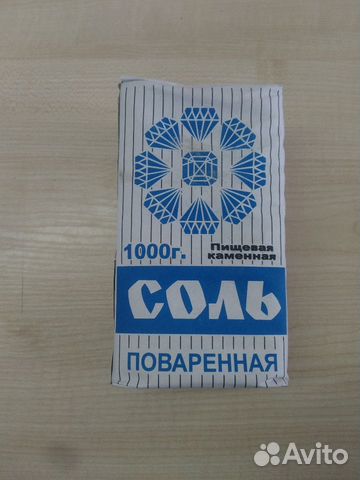 1000г.
Пищевая
каменная
СОЛЬ
ПОВАРЕННАЯ
Avito